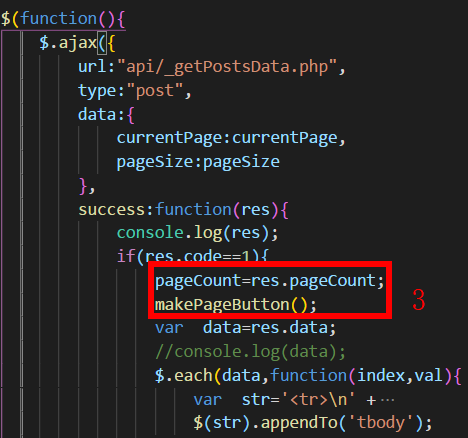 $(function(){
$.ajax({
url:"api/_getPostsData.php",
type:"post",
data:{
currentPage:currentPage,
pageSize:pageSize
},
success:function(res){
console.log(res);
if(res.code==1){
pageCount=res.pageCount;
makePageButton(); 3
var  data=res.data;
//console.log(data);
$.each(data,function(index,val){
var  str='<tr>\n' +⋯
$(str).appendTo('tbody');